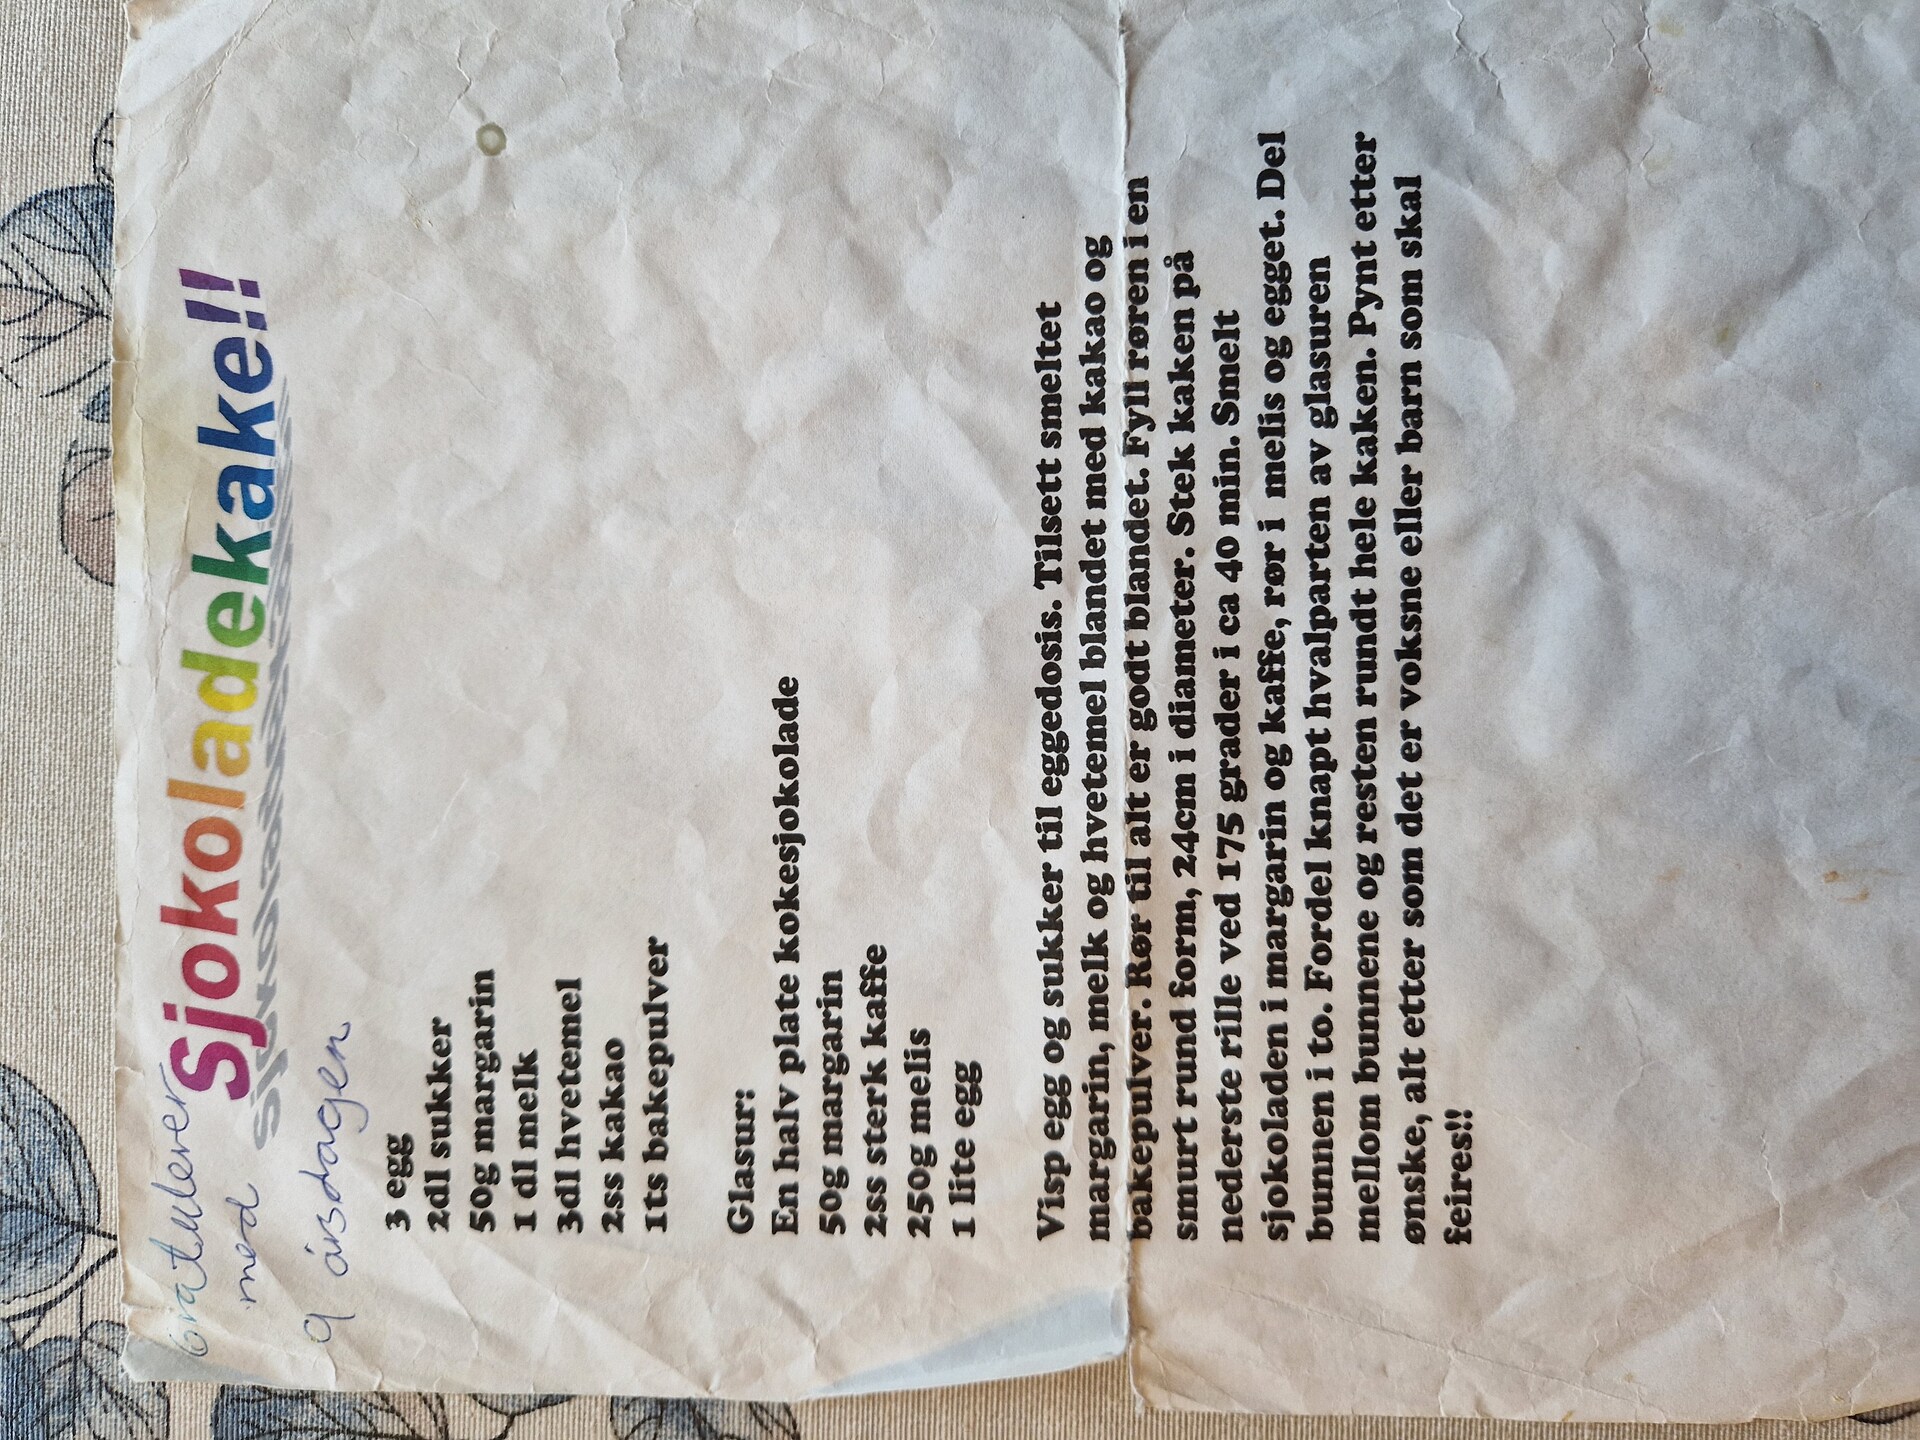 Gratulerer
med
9 årsdagen
Sjokoladekake!!
3 egg
2dl sukker
50g margarin
1 dl melk
3dl hvetemel
2ss kakao
1ts bakepulver
Glasur:
En halv plate kokesjokolade
50g margarin
2ss sterk kaffe
250g melis
1 lite egg
Visp egg og sukker til eggedosis. Tilsett smeltet
margarin, melk og hvetemel blandet med kakao og
bakepulver. Rør til alt er godt blandet. Fyll røren i en
smurt rund form, 24cm i diameter. Stek kaken på
nederste rille ved 175 grader i ca 40 min. Smelt
sjokoladen i margarin og kaffe, rør i  melis og egget. Del
bunnen i to. Fordel knapt hvalparten av glasuren
mellom bunnene og resten rundt hele kaken. Pynt etter
ønske, alt etter som det er voksne eller barn som skal
feires!!